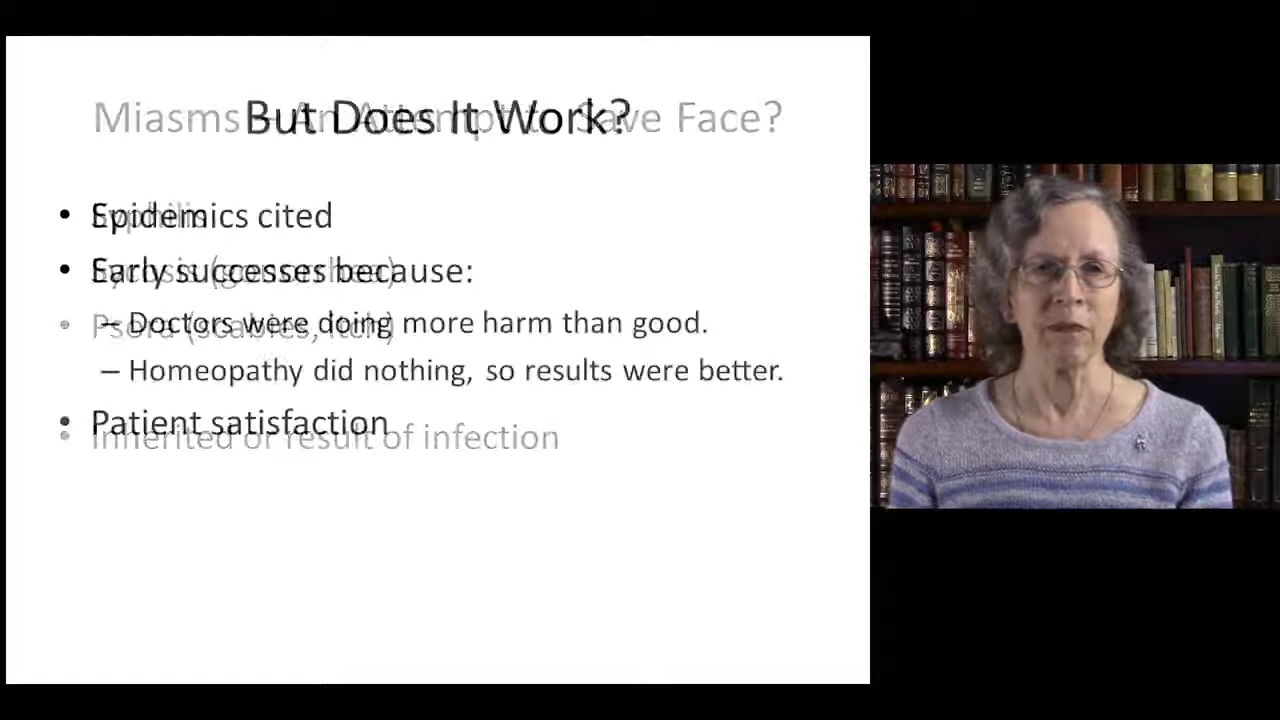 Miasms – An Attempt to Save Face?
But Does It Work?
• Syphilis
• Epidemics cited
• Sycosis (gonorrhea)
• Early successes because:
• Psora (scabies, itch)
– Doctors were doing more harm than good.
– Homeopathy did nothing, so results were better.
• Patient satisfaction
• Inherited or result of infection